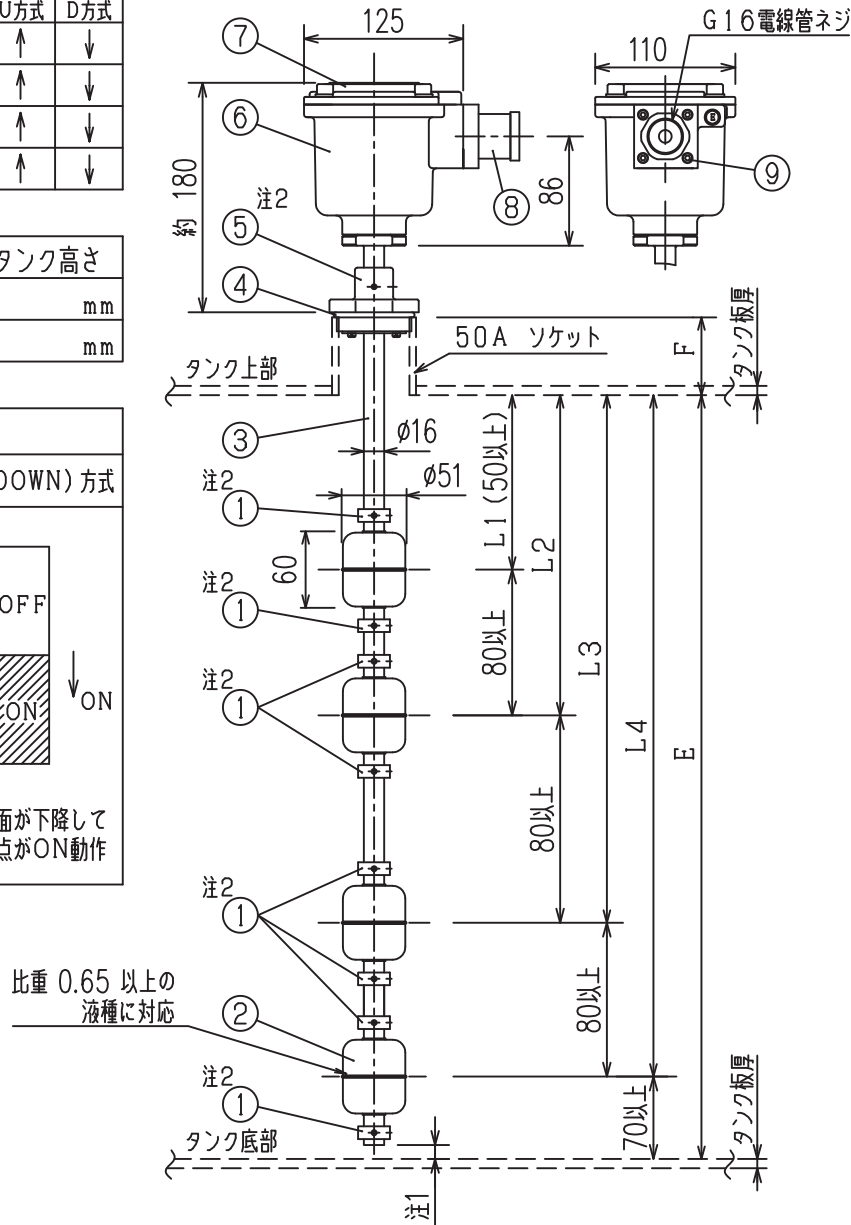 U方式 D方式
↑ ↓
↑ ↓
↑ ↓
↑ ↓
タンク高さ
mm
mm
OOWN) 方式
OFF
ON
ON
面が下降して
点がON動作
125
110
G16電線管ネジ
⑦
⑥
約 180
注2
⑤
④
⑧
86
⑨
50A ソケット
F
タンク板厚
タンク上部
③
φ16
φ51
注2
①
60
L1 (50以上)
L2
注2
①
80以上
注2
①
L3
L4
E
80以上
注2
①
比重 0.65 以上の
液種に対応
②
80以上
注2
①
70以上
タンク板厚
タンク底部
注1